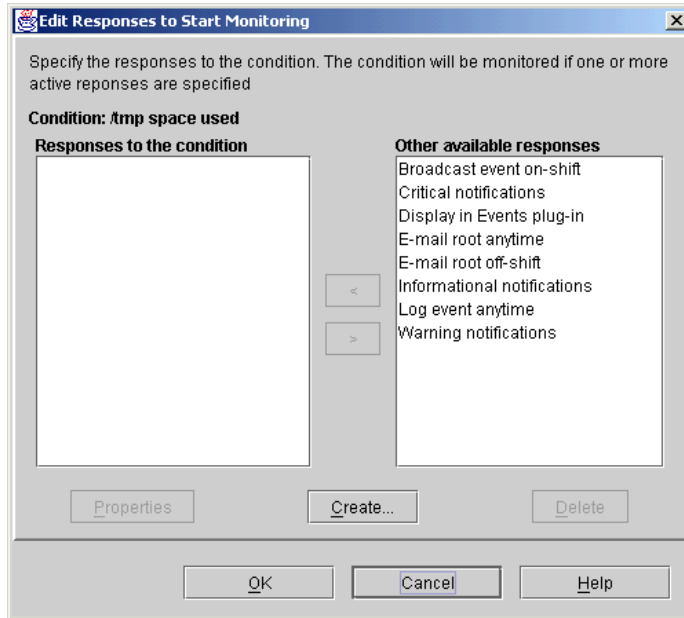 Edit Responses to Start Monitoring
Specify the responses to the condition. The condition will be monitored if one or more
active reponses are specified
Condition: /tmp space used
Responses to the condition
Other available responses
Broadcast event on-shift
Critical notifications
Display in Events plug-in
E-mail root anytime
E-mail root off-shift
Informational notifications
Log event anytime
Warning notifications
<
>
Properties
Create...
Delete
OK
Cancel
Help